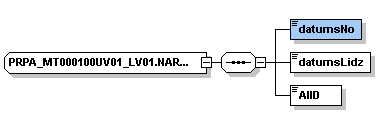 datumsNo
PRPA_MT000100UV01_LV01.NAR...
datumsLidz
AIID